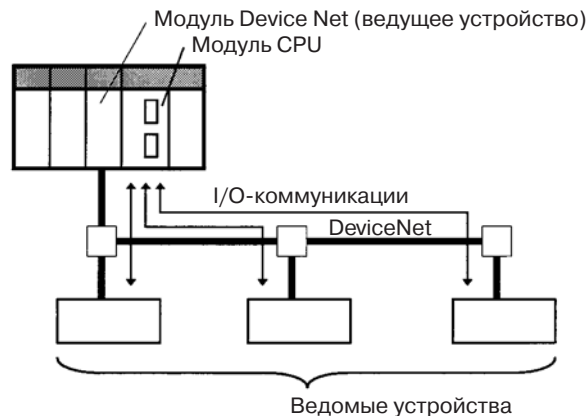 Модуль Device Net (ведущее устройство)
Модуль CPU
I/O-коммуникации
DeviceNet
Ведомые устройства